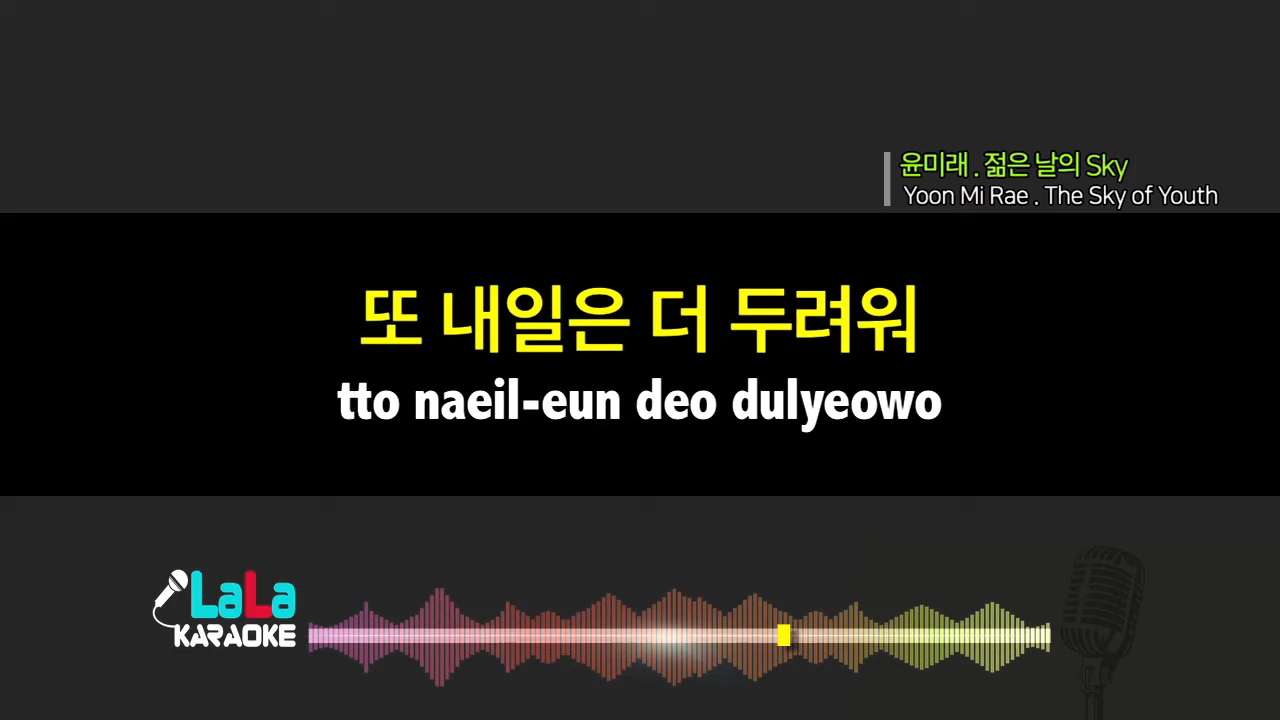 윤미래 . 젊은 날의 Sky
Yoon Mi Rae . The Sky of Youth
또 내일은 더 두려워
tto naeil-eun deo dulyeowo
LaLa
KARAOKE